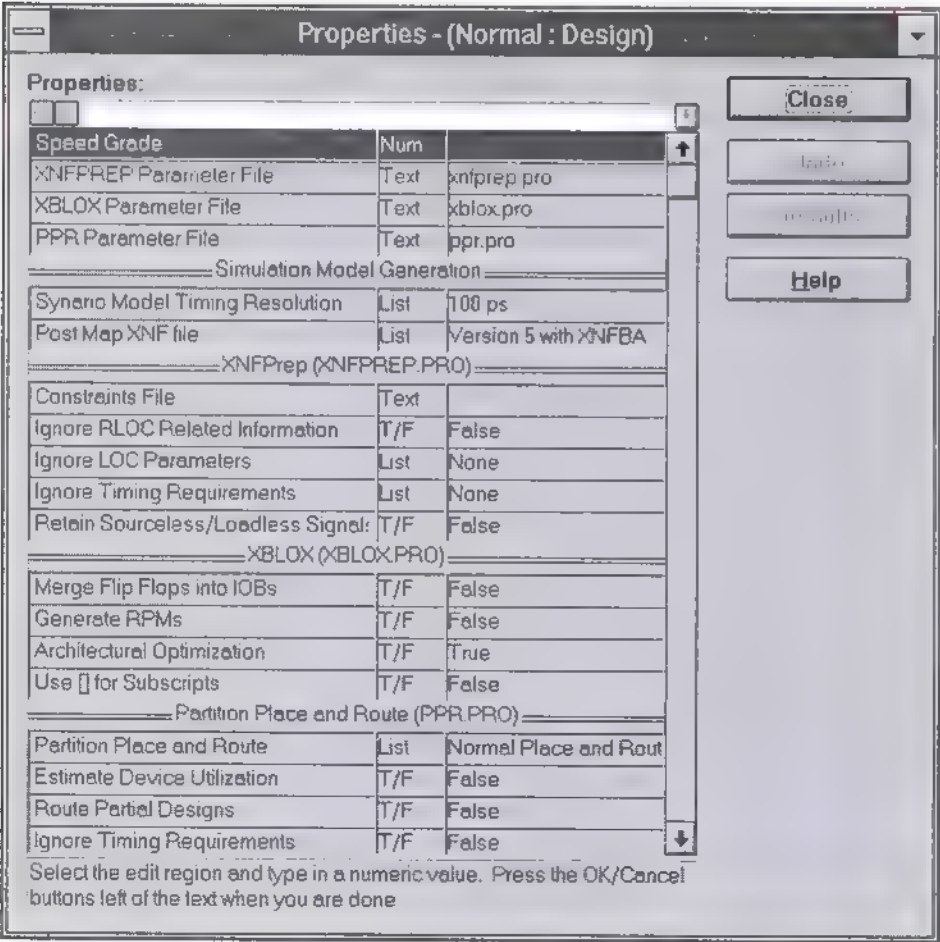 Properties - (Normal : Design)
Properties:
Close
Speed Grade Num
XNFPREP Parameter File Text xnfprep.pro
XBLOX Parameter File Text xblox.pro
PPR Parameter File Text ppr.pro
Help
Simulation Model Generation
Synario Model Timing Resolution List 100 ps
Post Map XNF file List Version 5 with XNFBA
XNFPrep (XNFPREP.PRO)
Constraints File Text
Ignore RLOC Related Information T/F False
Ignore LOC Parameters List None
Ignore Timing Requirements List None
Retain Sourceless/Loadless Signal: T/F False
XBLOX (XBLOX.PRO)
Merge Flip Flops into IOBs T/F False
Generate RPMs T/F False
Architectural Optimization T/F True
Use [] for Subscripts T/F False
Partition Place and Route (PPR.PRO)
Partition Place and Route List Normal Place and Rout
Estimate Device Utilization T/F False
Route Partial Designs T/F False
Ignore Timing Requirements T/F False
Select the edit region and type in a numeric value. Press the OK/Cancel
buttons left of the text when you are done